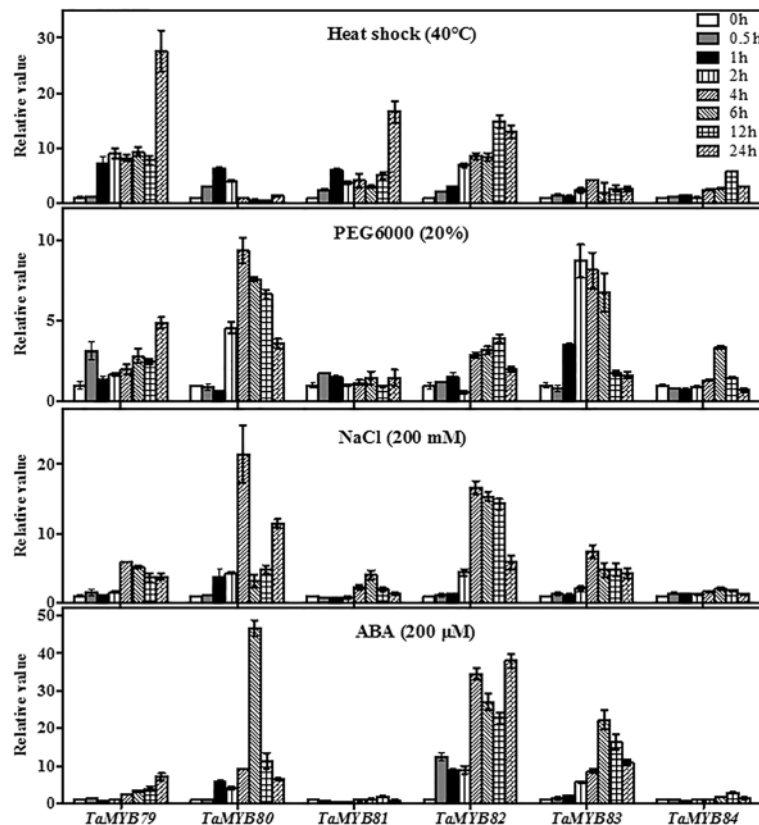 Heat shock (40°C)
0h
0.5h
1h
2h
4h
6h
12h
24h
Relative value
30
20
10
0
PEG6000 (20%)
Relative value
10
5
0
NaCl (200 mM)
Relative value
20
10
0
ABA (200 µM)
Relative value
50
40
30
20
10
0
TaMYB79 TaMYB80 TaMYB81 TaMYB82 TaMYB83 TaMYB84